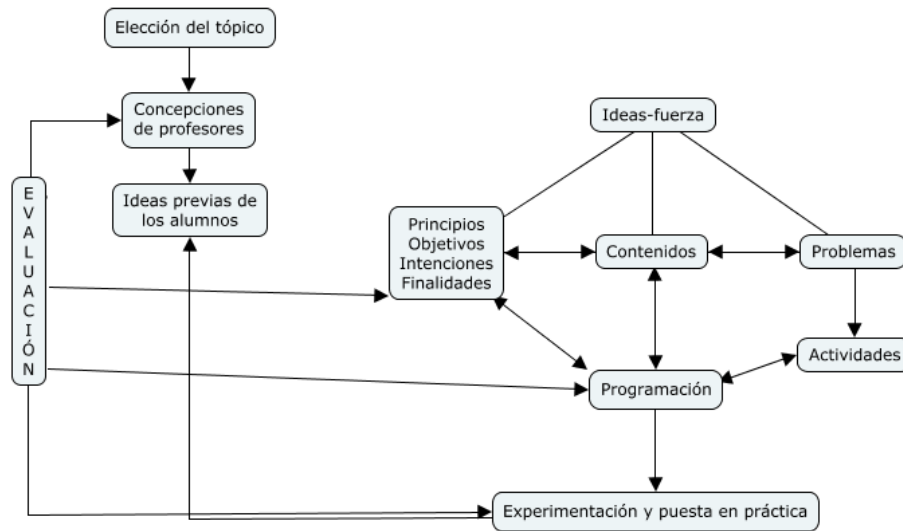 Elección del tópico
Concepciones
de profesores
Ideas-fuerza
EVALUACIÓN
Ideas previas de
los alumnos
Principios
Objetivos
Intenciones
Finalidades
Contenidos
Problemas
Actividades
Programación
Experimentación y puesta en práctica